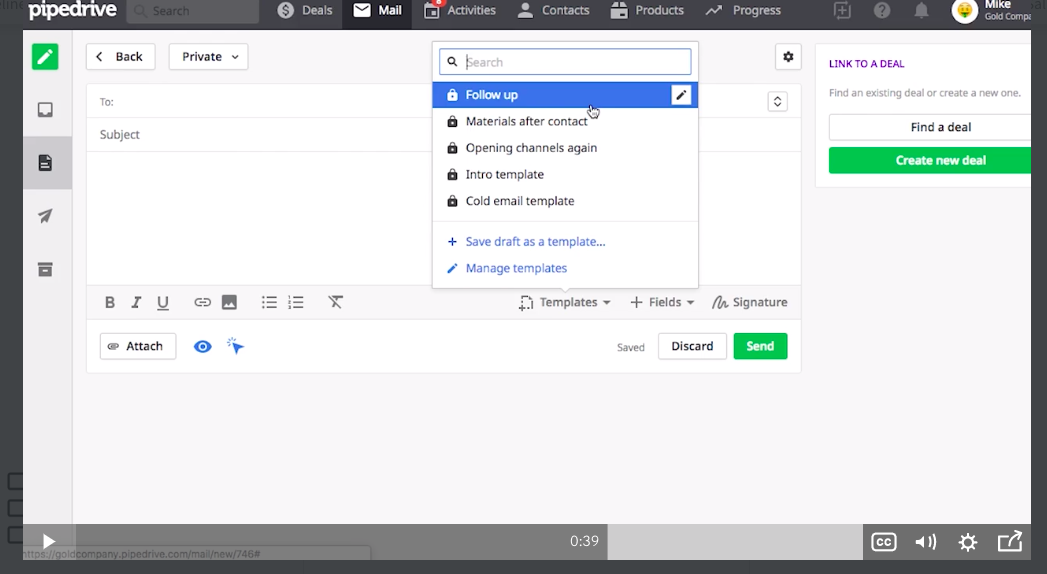 pipedrive
Search
Deals
Mail
8
Activities
Contacts
Products
Progress
Mike
Gold Compa
Back
Private
Search
LINK TO A DEAL
Find an existing deal or create a new one.
To:
Follow up
Find a deal
Subject
Materials after contact
Opening channels again
Create new deal
Intro template
Cold email template
+ Save draft as a template...
Manage templates
B I U
Templates
+ Fields
Signature
Attach
Saved
Discard
Send
0:39
CC
https://goldcompany.pipedrive.com/mail/new/746#